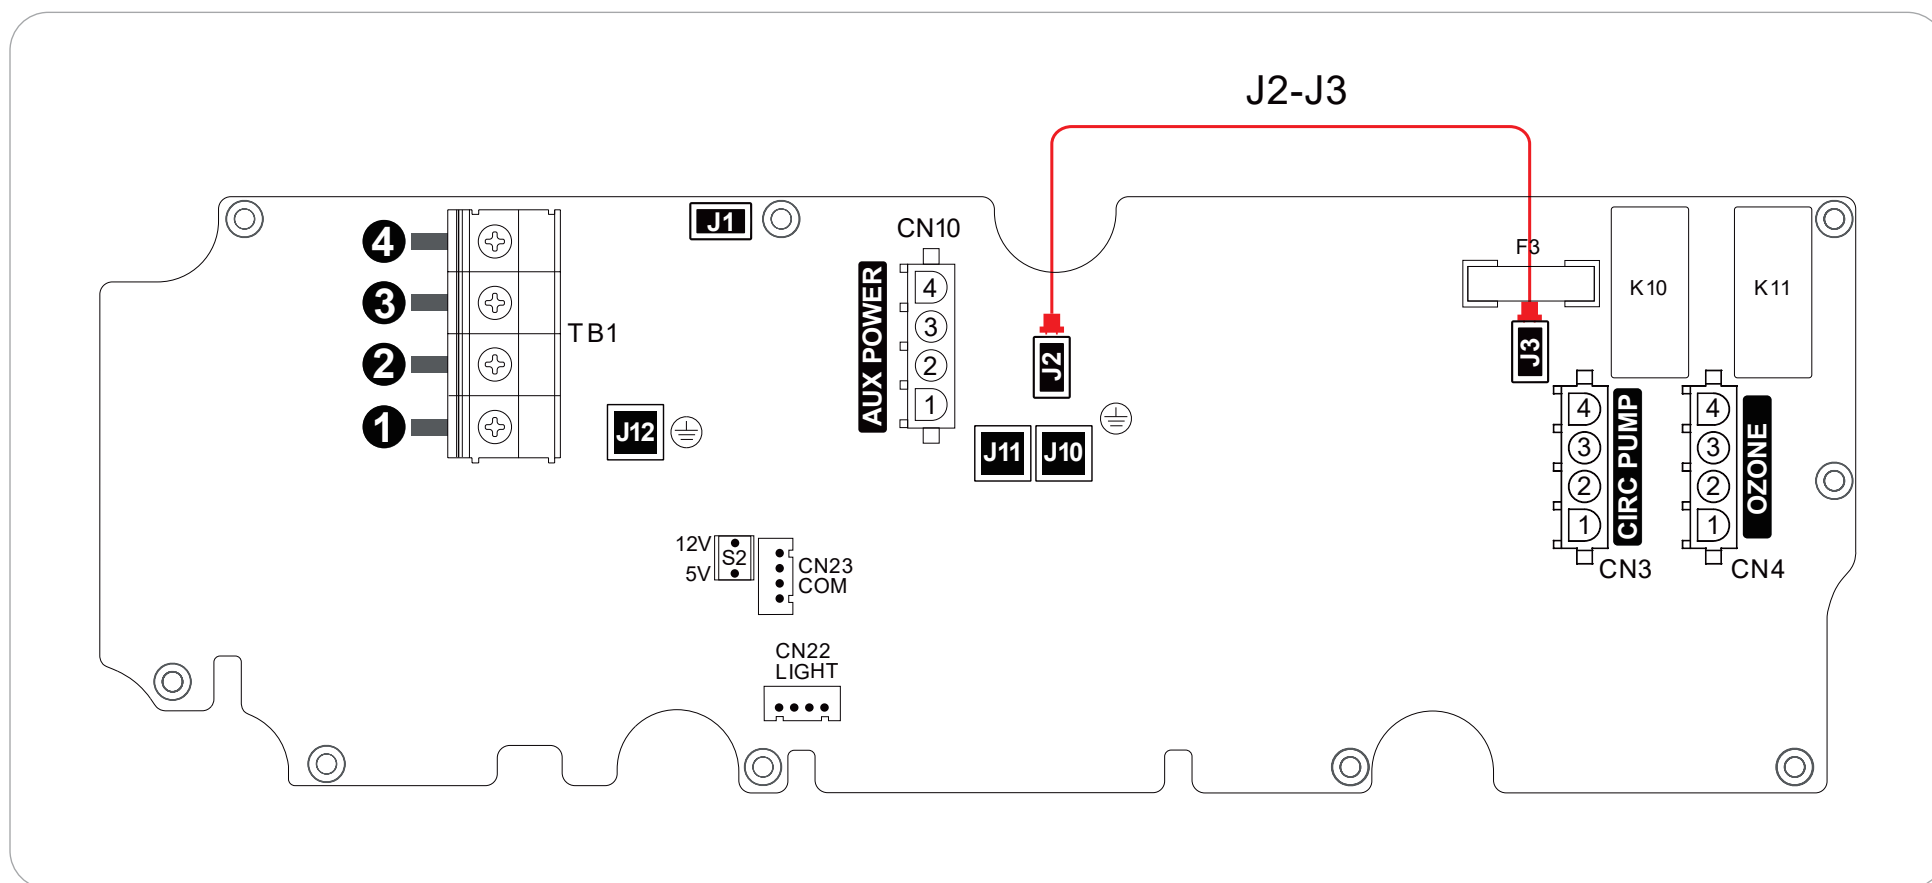 J2-J3
J1
CN10
AUX POWER
4
3
2
1
4
3
2
1
TB1
J12
J2
J11
J10
F3
J3
K10
K11
4
3
2
1
CIRC PUMP
CN3
4
3
2
1
OZONE
CN4
12V
5V
S2
CN23
COM
CN22
LIGHT